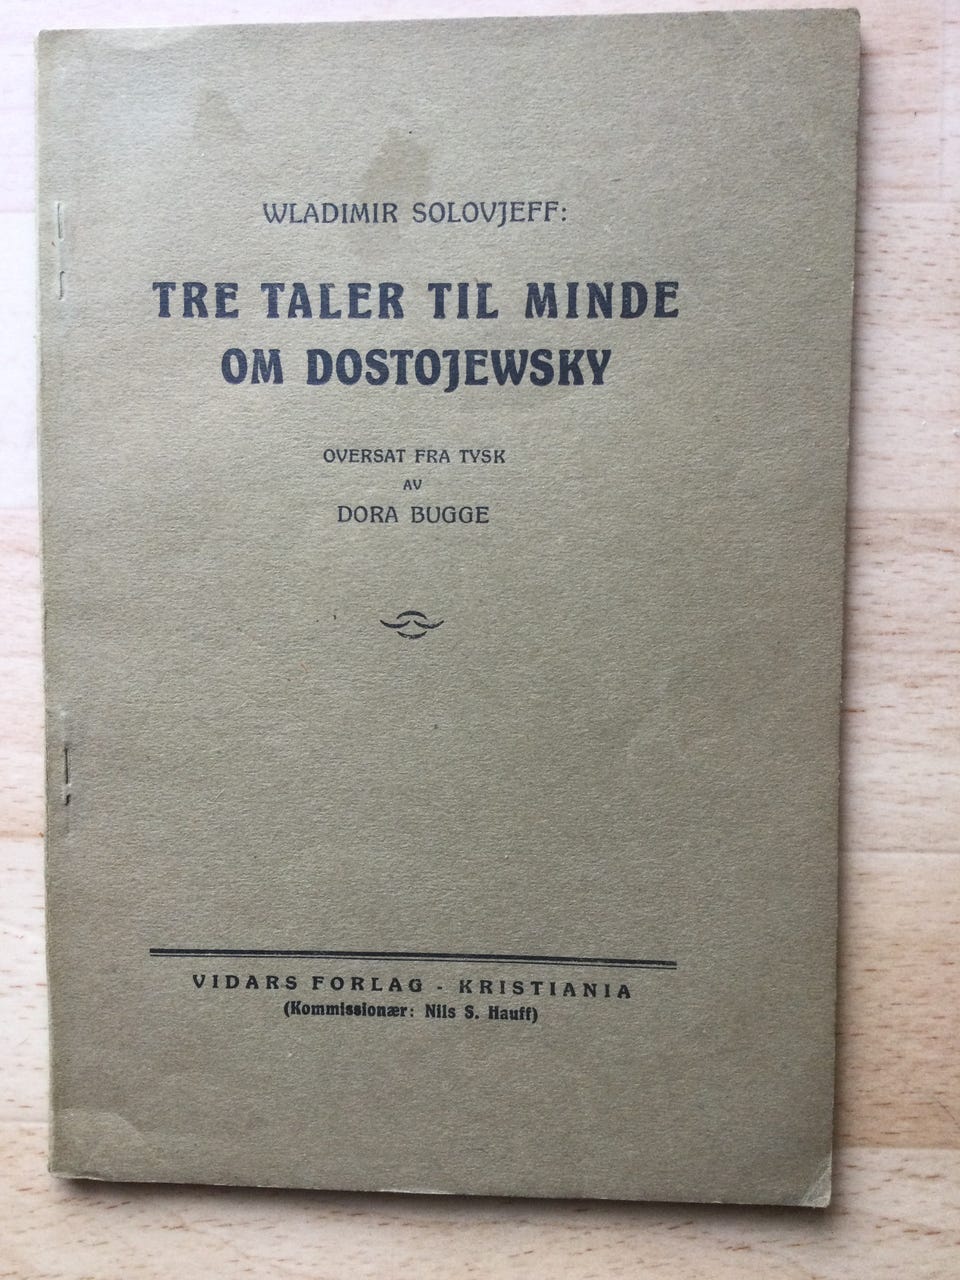 WLADIMIR SOLOVJEFF:
TRE TALER TIL MINDE
OM DOSTOJEWSKY
OVERSAT FRA TYSK
AV
DORA BUGGE
VIDARS FORLAG - KRISTIANIA
(Kommissionær: Nils S. Hauff)